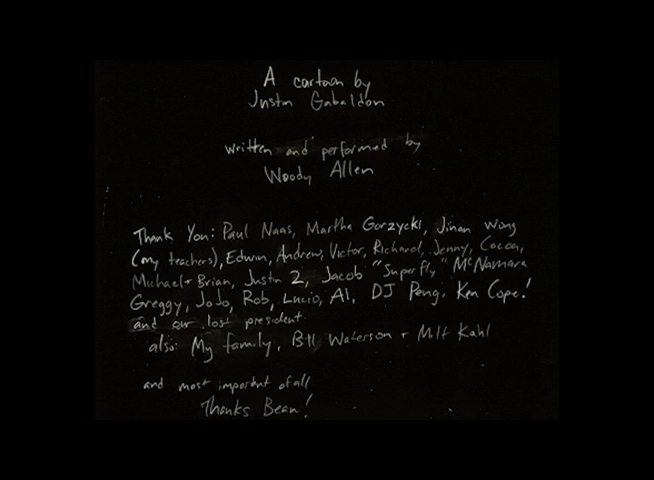 A cartoon by
Justin Gabaldon
written and performed by
Woody Allen
Thank You: Paul Naas, Martha Gorzycki, Jinan Wong
(my teachers), Edwin, Andrew, Victor, Richard, Jenny, Cocoa,
Michael + Brian, Justin 2, Jacob "Superfly," McNamara
Greggy, JoJo, Rob, Lucio, Al, DJ Peng, Ken Cope!
and our lost president
also: My family, Bill Waterson + Milt Kahl
and most important of all
Thanks Bean!